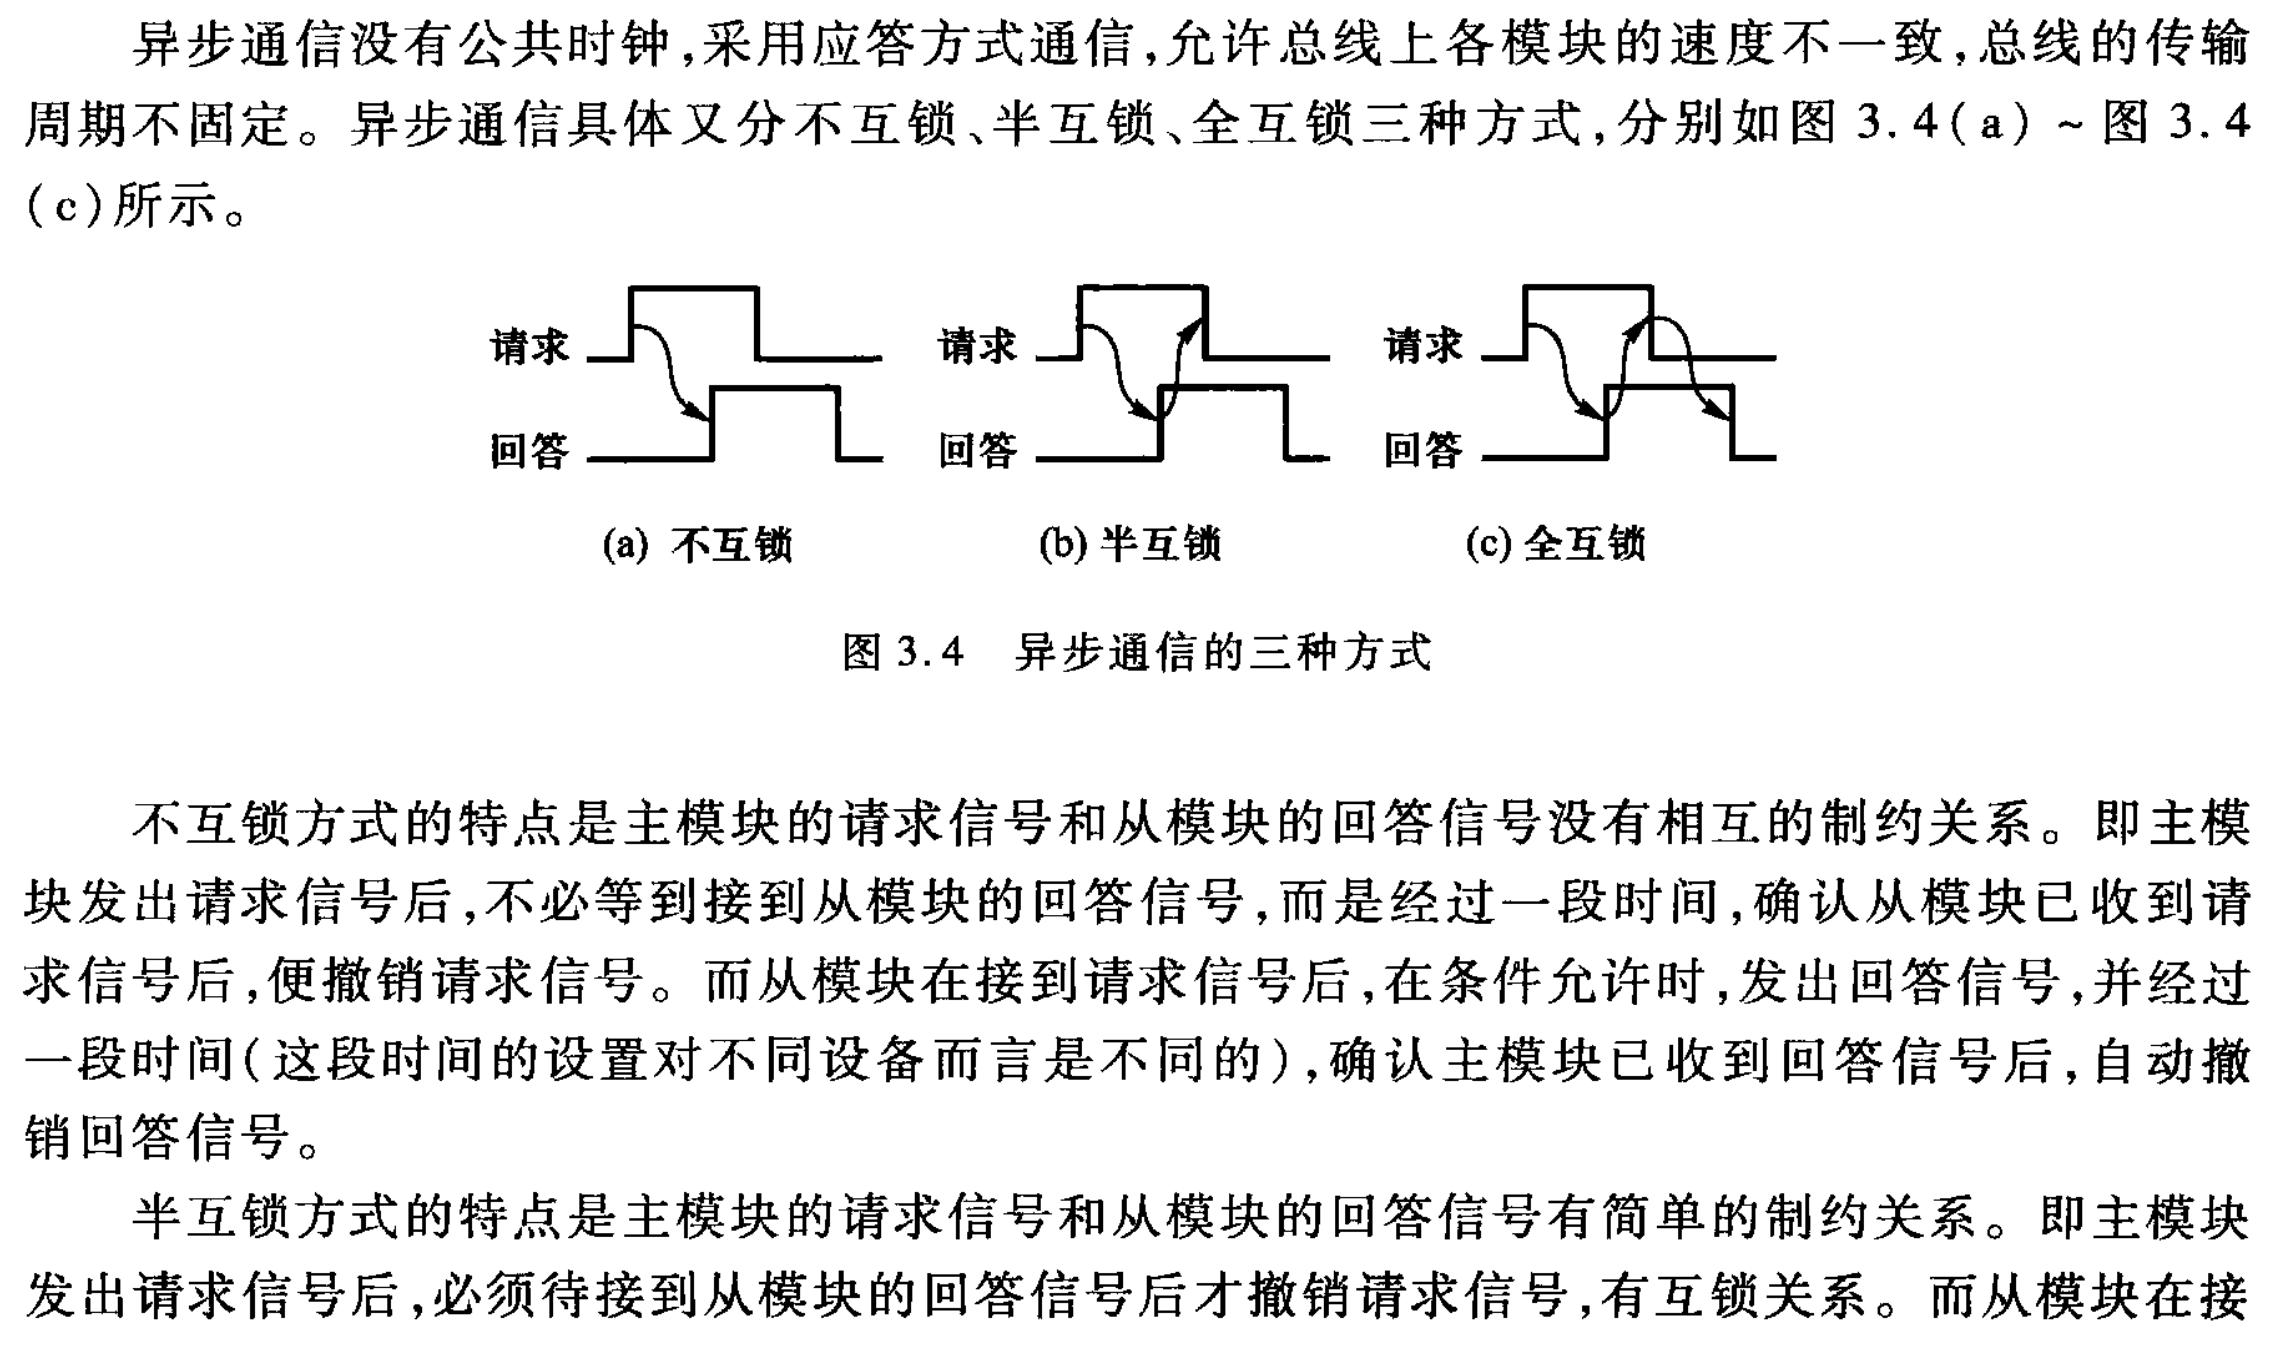 异步通信没有公共时钟,采用应答方式通信,允许总线上各模块的速度不一致,总线的传输
周期不固定。异步通信具体又分不互锁、半互锁、全互锁三种方式,分别如图 3.4(a) ~ 图 3.4
(c)所示。
请求 请求 请求
回答 回答 回答
(a) 不互锁 (b) 半互锁 (c) 全互锁
图 3.4 异步通信的三种方式
不互锁方式的特点是主模块的请求信号和从模块的回答信号没有相互的制约关系。即主模
块发出请求信号后,不必等到接到从模块的回答信号,而是经过一段时间,确认从模块已收到请
求信号后,便撤销请求信号。而从模块在接到请求信号后,在条件允许时,发出回答信号,并经过
一段时间(这段时间的设置对不同设备而言是不同的),确认主模块已收到回答信号后,自动撤
销回答信号。
半互锁方式的特点是主模块的请求信号和从模块的回答信号有简单的制约关系。即主模块
发出请求信号后,必须待接到从模块的回答信号后才撤销请求信号,有互锁关系。而从模块在接